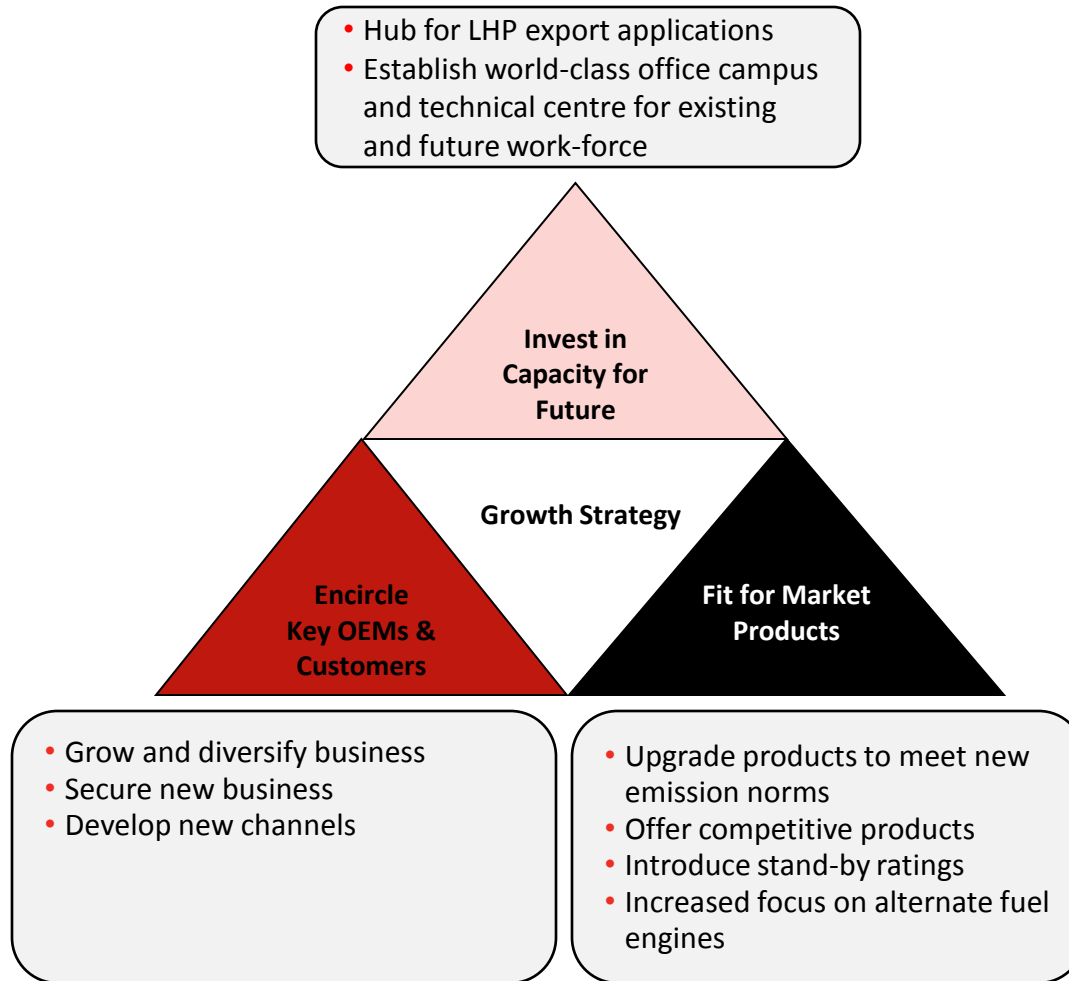 • Hub for LHP export applications
• Establish world-class office campus
and technical centre for existing
and future work-force
Invest in
Capacity for
Future
Growth Strategy
Encircle
Key OEMs &
Customers
Fit for Market
Products
• Grow and diversify business
• Secure new business
• Develop new channels
• Upgrade products to meet new
emission norms
• Offer competitive products
• Introduce stand-by ratings
• Increased focus on alternate fuel
engines